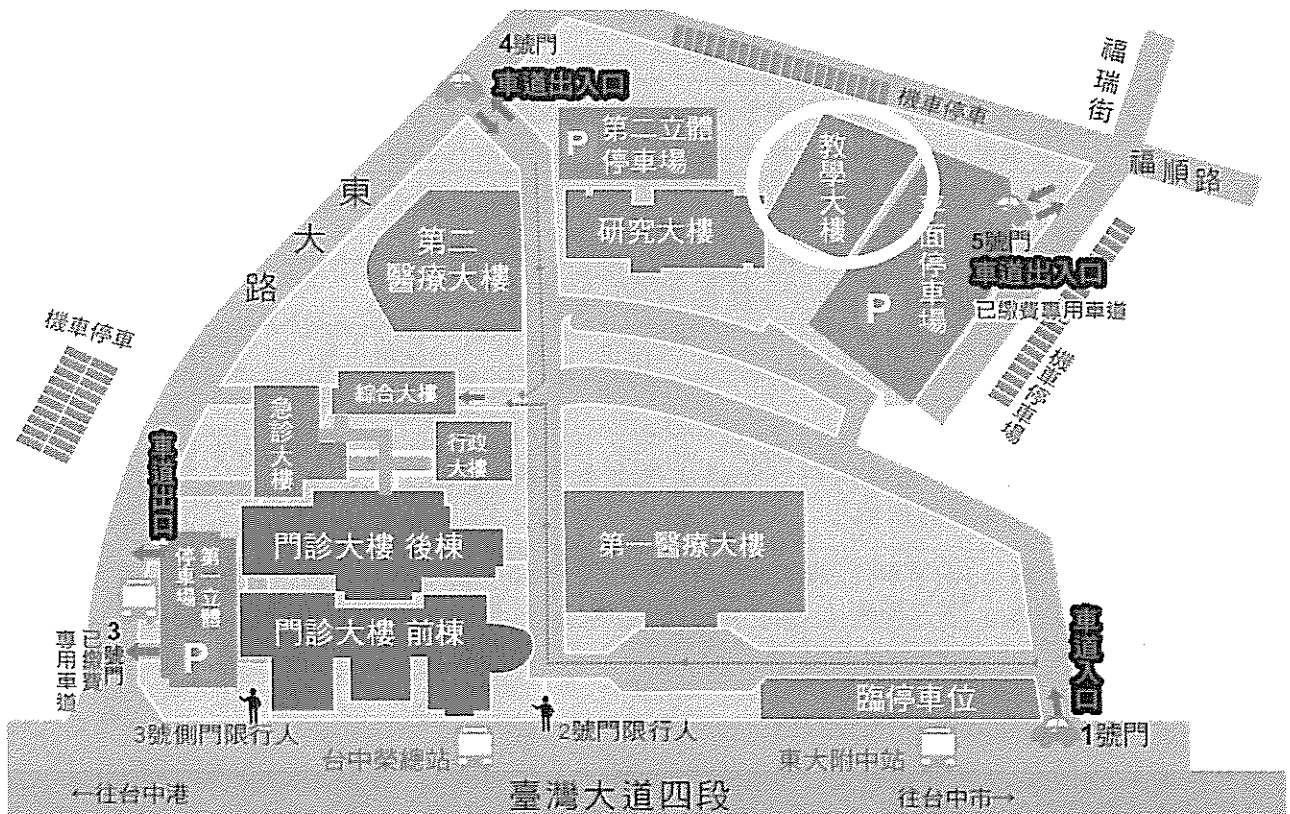 4號門
車道出入口
福瑞街
機車停車
P 第二立體
停車場
教學大樓
福順路
東大路
第二
醫療大樓
研究大樓
平面停車場
P
5號門
車道出入口
已繳費專用車道
機車停車
機車停車場
綜合大樓
急診大樓
行政
大樓
車道出口
門診大樓 後棟
第一醫療大樓
第一立體
停車場
P
門診大樓 前棟
3號門
已繳費
專用車道
車道入口
臨停車位
3號側門限行人
2號門限行人
1號門
台中榮總站
東大附中站
←往台中港
臺灣大道四段
往台中市→